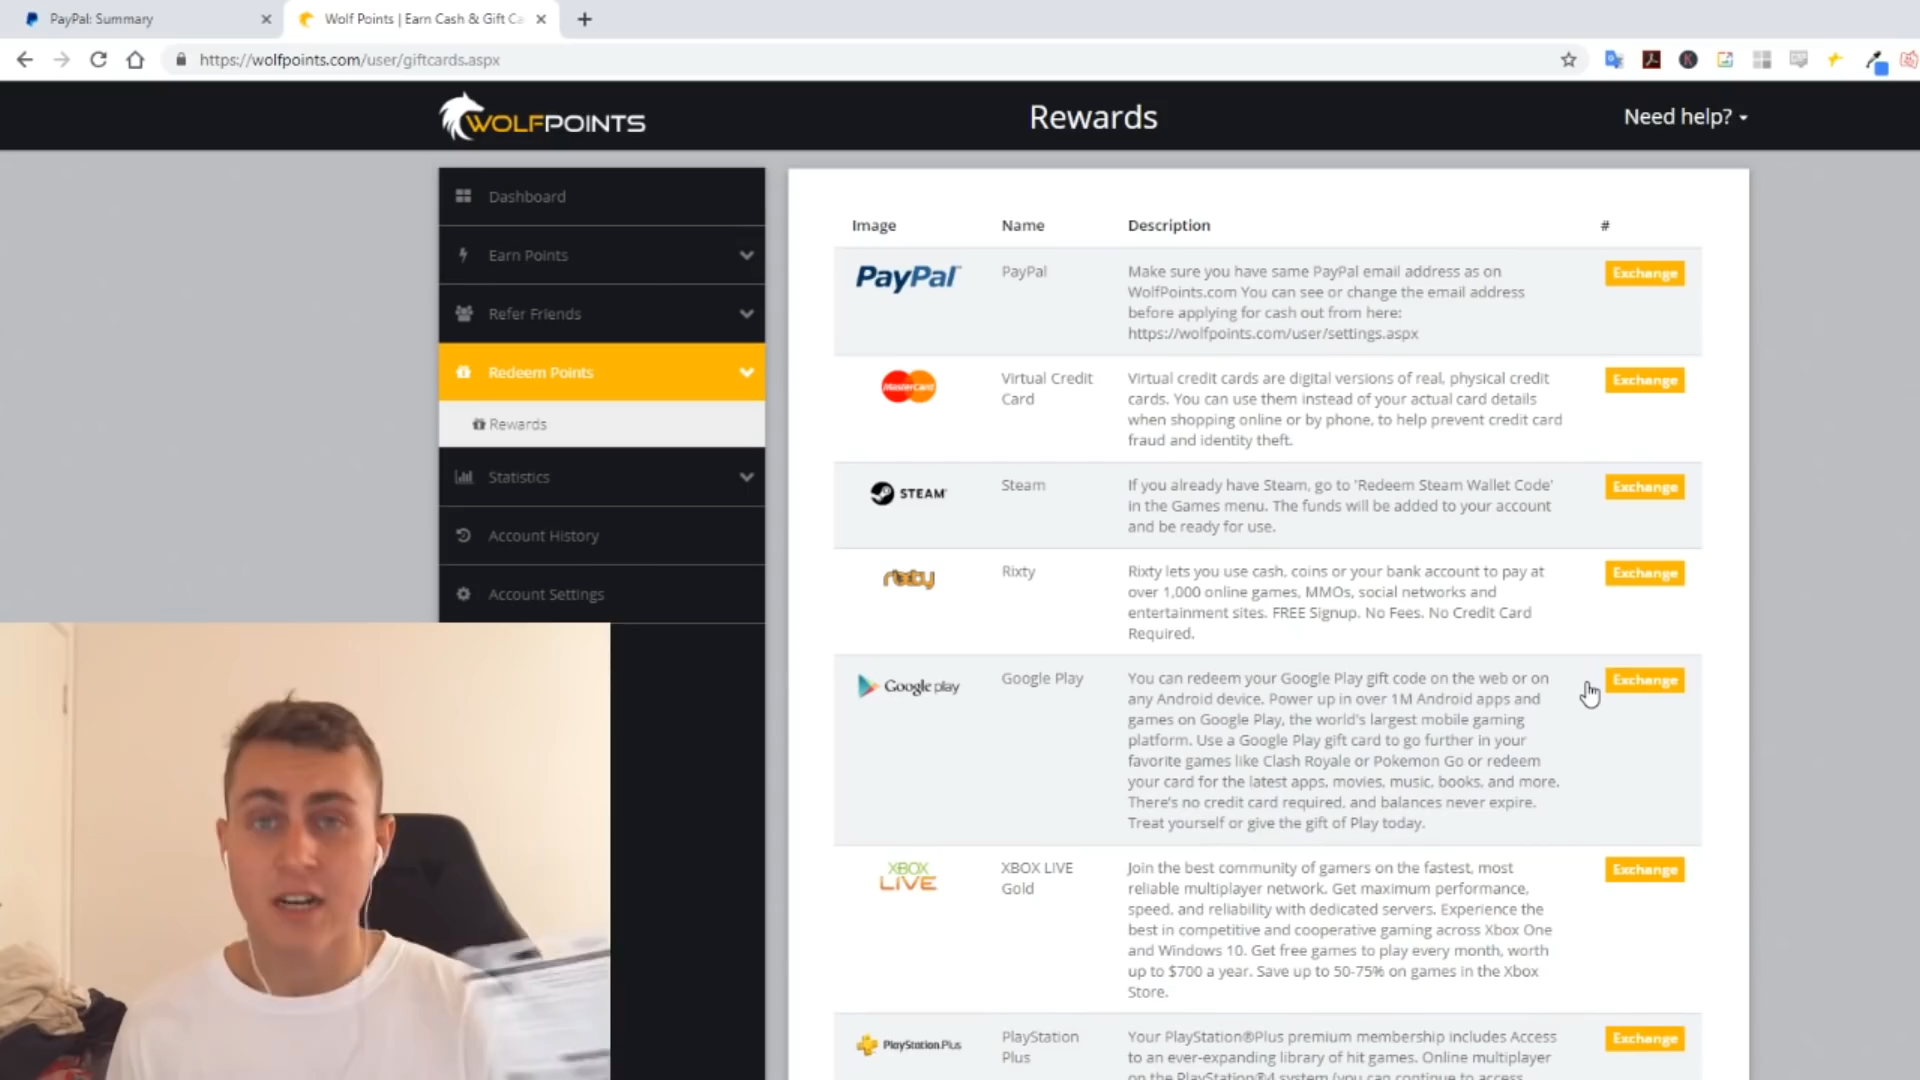 PayPal: Summary
Wolf Points | Earn Cash & Gift Ca
https://wolfpoints.com/user/giftcards.aspx
WOLFPOINTS
Rewards
Need help?
Dashboard
Earn Points
Refer Friends
Redeem Points
Rewards
Statistics
Account History
Account Settings
Image Name Description #
PayPal
PayPal
Make sure you have same PayPal email address as on
WolfPoints.com You can see or change the email address
before applying for cash out from here:
https://wolfpoints.com/user/settings.aspx
Exchange
MasterCard
Virtual Credit
Card
Virtual credit cards are digital versions of real, physical credit
cards. You can use them instead of your actual card details
when shopping online or by phone, to help prevent credit card
fraud and identity theft.
Exchange
STEAM
Steam
If you already have Steam, go to 'Redeem Steam Wallet Code'
in the Games menu. The funds will be added to your account
and be ready for use.
Exchange
rixty
Rixty
Rixty lets you use cash, coins or your bank account to pay at
over 1,000 online games, MMOs, social networks and
entertainment sites. FREE Signup. No Fees. No Credit Card
Required.
Exchange
Google play
Google Play
You can redeem your Google Play gift code on the web or on
any Android device. Power up in over 1M Android apps and
games on Google Play, the world's largest mobile gaming
platform. Use a Google Play gift card to go further in your
favorite games like Clash Royale or Pokemon Go or redeem
your card for the latest apps, movies, music, books, and more.
There's no credit card required, and balances never expire.
Treat yourself or give the gift of Play today.
Exchange
XBOX
LIVE
XBOX LIVE
Gold
Join the best community of gamers on the fastest, most
reliable multiplayer network. Get maximum performance,
speed, and reliability with dedicated servers. Experience the
best in competitive and cooperative gaming across Xbox One
and Windows 10. Get free games to play every month, worth
up to $700 a year. Save up to 50-75% on games in the Xbox
Store.
Exchange
PlayStation Plus
PlayStation
Plus
Your PlayStation®Plus premium membership includes Access
to an ever-expanding library of hit games. Online multiplayer
on the PlayStation®4 system (you can continue to access
Exchange